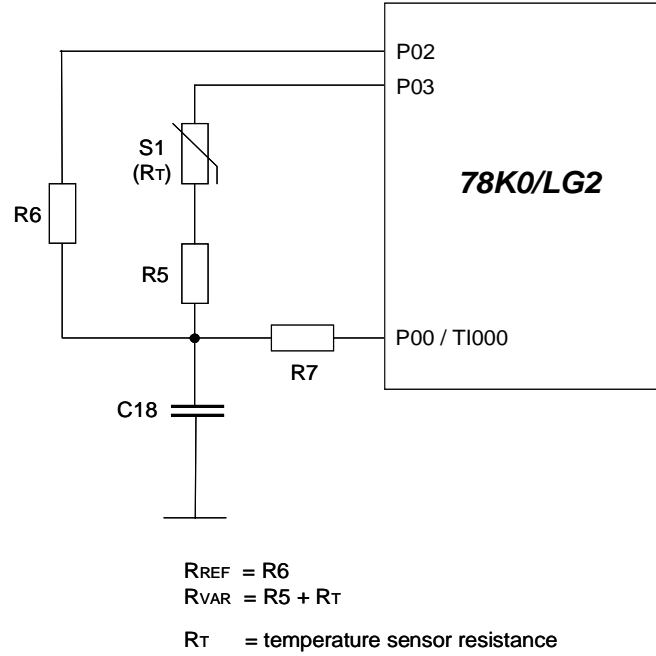 P02
P03
S1
(RT)
78K0/LG2
R6
R5
P00 / TI000
R7
C18
RREF = R6
RVAR = R5 + RT
RT = temperature sensor resistance